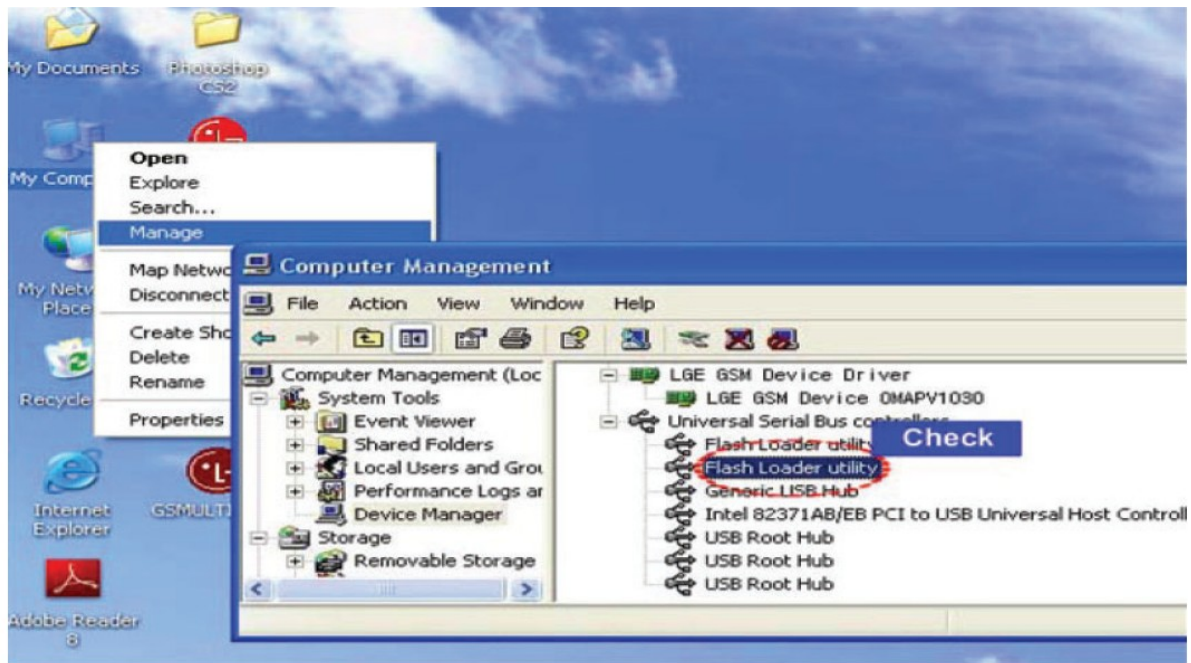 My Documents
Photoshop
CS2
My Comp
My Netw
Place
Recycle
Internet
Explorer
GSMULTI
Adobe Reader
8
Open
Explore
Search...
Manage
Map Netwo
Disconnect
Create Sho
Delete
Rename
Properties
Computer Management
File Action View Window Help
Computer Management (Loc
System Tools
Event Viewer
Shared Folders
Local Users and Grou
Performance Logs ar
Device Manager
Storage
Removable Storage
LGE GSM Device Driver
LGE GSM Device OMAPV1030
Universal Serial Bus controllers
Flash Loader utility
Check
Flash Loader utility
Generic USB Hub
Intel 82371AB/EB PCI to USB Universal Host Controll
USB Root Hub
USB Root Hub
USB Root Hub